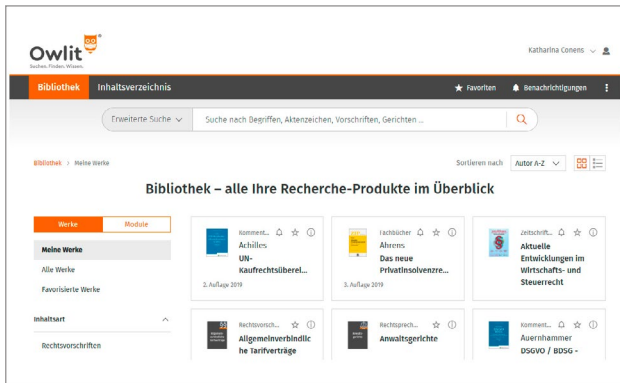 Owlit
Suchen. Finden. Wissen.
Katharina Conens
Bibliothek
Inhaltsverzeichnis
Favoriten
Benachrichtigungen
Erweiterte Suche
Suche nach Begriffen, Aktenzeichen, Vorschriften, Gerichten ...
Bibliothek > Meine Werke
Sortieren nach
Autor A-Z
Bibliothek – alle Ihre Recherche-Produkte im Überblick
Werke
Module
Meine Werke
Alle Werke
Favorisierte Werke
Inhaltsart
Rechtsvorschriften
Komment...
Achilles
UN-
Kaufrechtsüberei...
2. Auflage 2019
Fachbücher
Ahrens
Das neue
Privatinsolvenzre...
3. Auflage 2019
Zeitschrift...
Aktuelle
Entwicklungen im
Wirtschafts- und
Steuerrecht
Rechtsvorsch...
Allgemeinverbindlic
he Tarifverträge
Rechtsprech...
Anwaltsgerichte
Komment...
Auernhammer
DSGVO / BDSG -